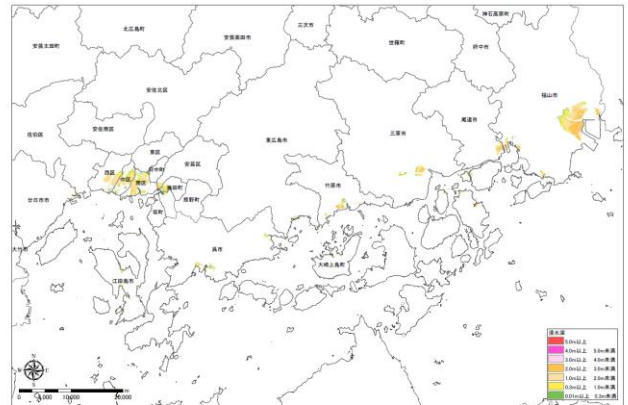 神石高原町
北広島町
三次市
安芸高田市
安芸太田町
世羅町
府中市
安佐北区
福山市
尾道市
安佐南区
東広島市
三原市
佐伯区
東区
安芸区
府中町
西区
中区
南区
海田町
竹原市
廿日市市
熊野町
坂町
呉市
大竹市
大崎上島町
江田島市
浸水深
5.0m以上
4.0m以上 5.0m未満
3.0m以上 4.0m未満
2.0m以上 3.0m未満
1.0m以上 2.0m未満
0.3m以上 1.0m未満
0.01m以上 0.3m未満
N
W E
S
0 5,000 10,000 20,000